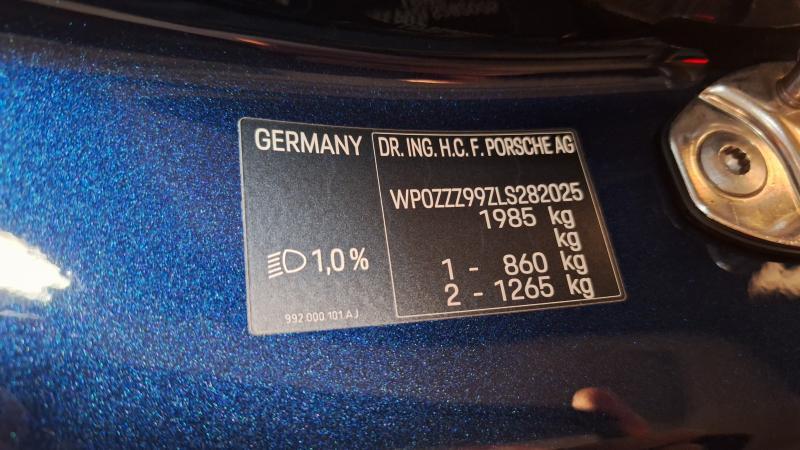 GERMANY
DR. ING. H.C. F. PORSCHE AG
WP0ZZZ99ZLS282025
1985 kg
kg
1 - 860 kg
2 - 1265 kg
1,0%
992 000 101 AJ